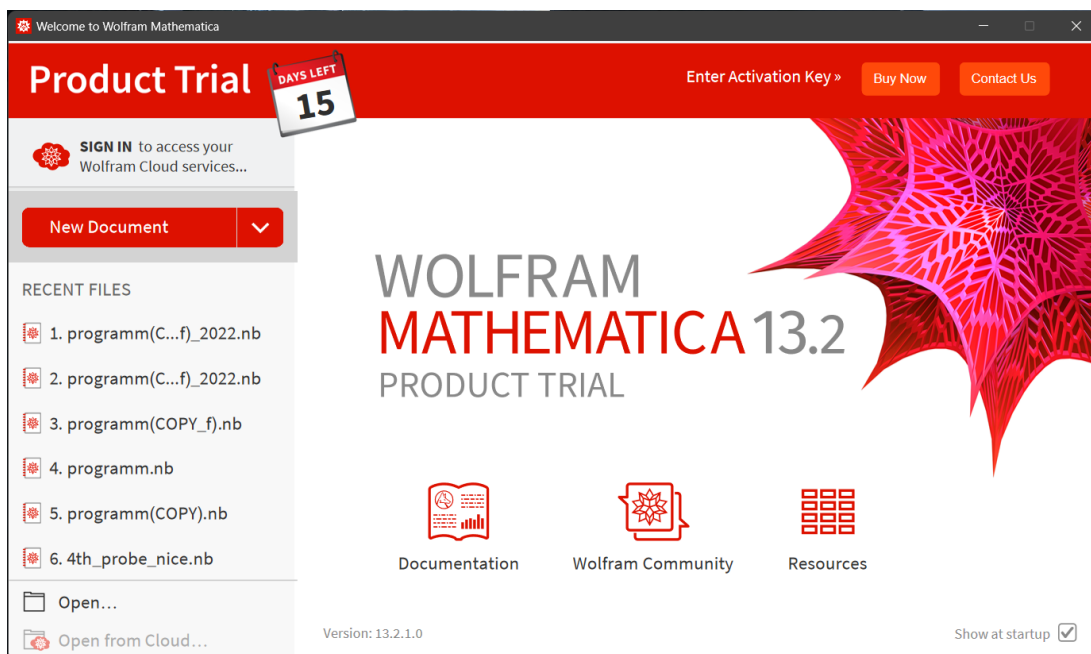 Welcome to Wolfram Mathematica
Product Trial
DAYS LEFT
15
Enter Activation Key »
Buy Now
Contact Us
SIGN IN to access your
Wolfram Cloud services...
New Document
RECENT FILES
1. programm(C...f)_2022.nb
2. programm(C...f)_2022.nb
3. programm(COPY_f).nb
4. programm.nb
5. programm(COPY).nb
6. 4th_probe_nice.nb
Open...
Open from Cloud...
WOLFRAM
MATHEMATICA 13.2
PRODUCT TRIAL
Documentation
Wolfram Community
Resources
Version: 13.2.1.0
Show at startup